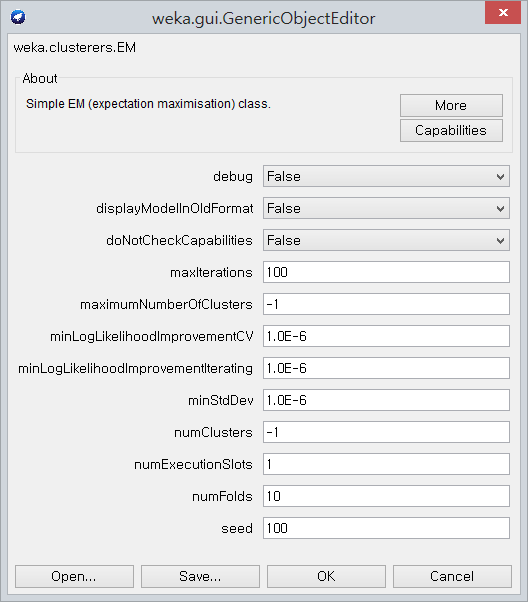 weka.gui.GenericObjectEditor
weka.clusterers.EM
About
Simple EM (expectation maximisation) class.
More
Capabilities
debug False
displayModelInOldFormat False
doNotCheckCapabilities False
maxIterations 100
maximumNumberOfClusters -1
minLogLikelihoodImprovementCV 1.0E-6
minLogLikelihoodImprovementIterating 1.0E-6
minStdDev 1.0E-6
numClusters -1
numExecutionSlots 1
numFolds 10
seed 100
Open... Save... OK Cancel